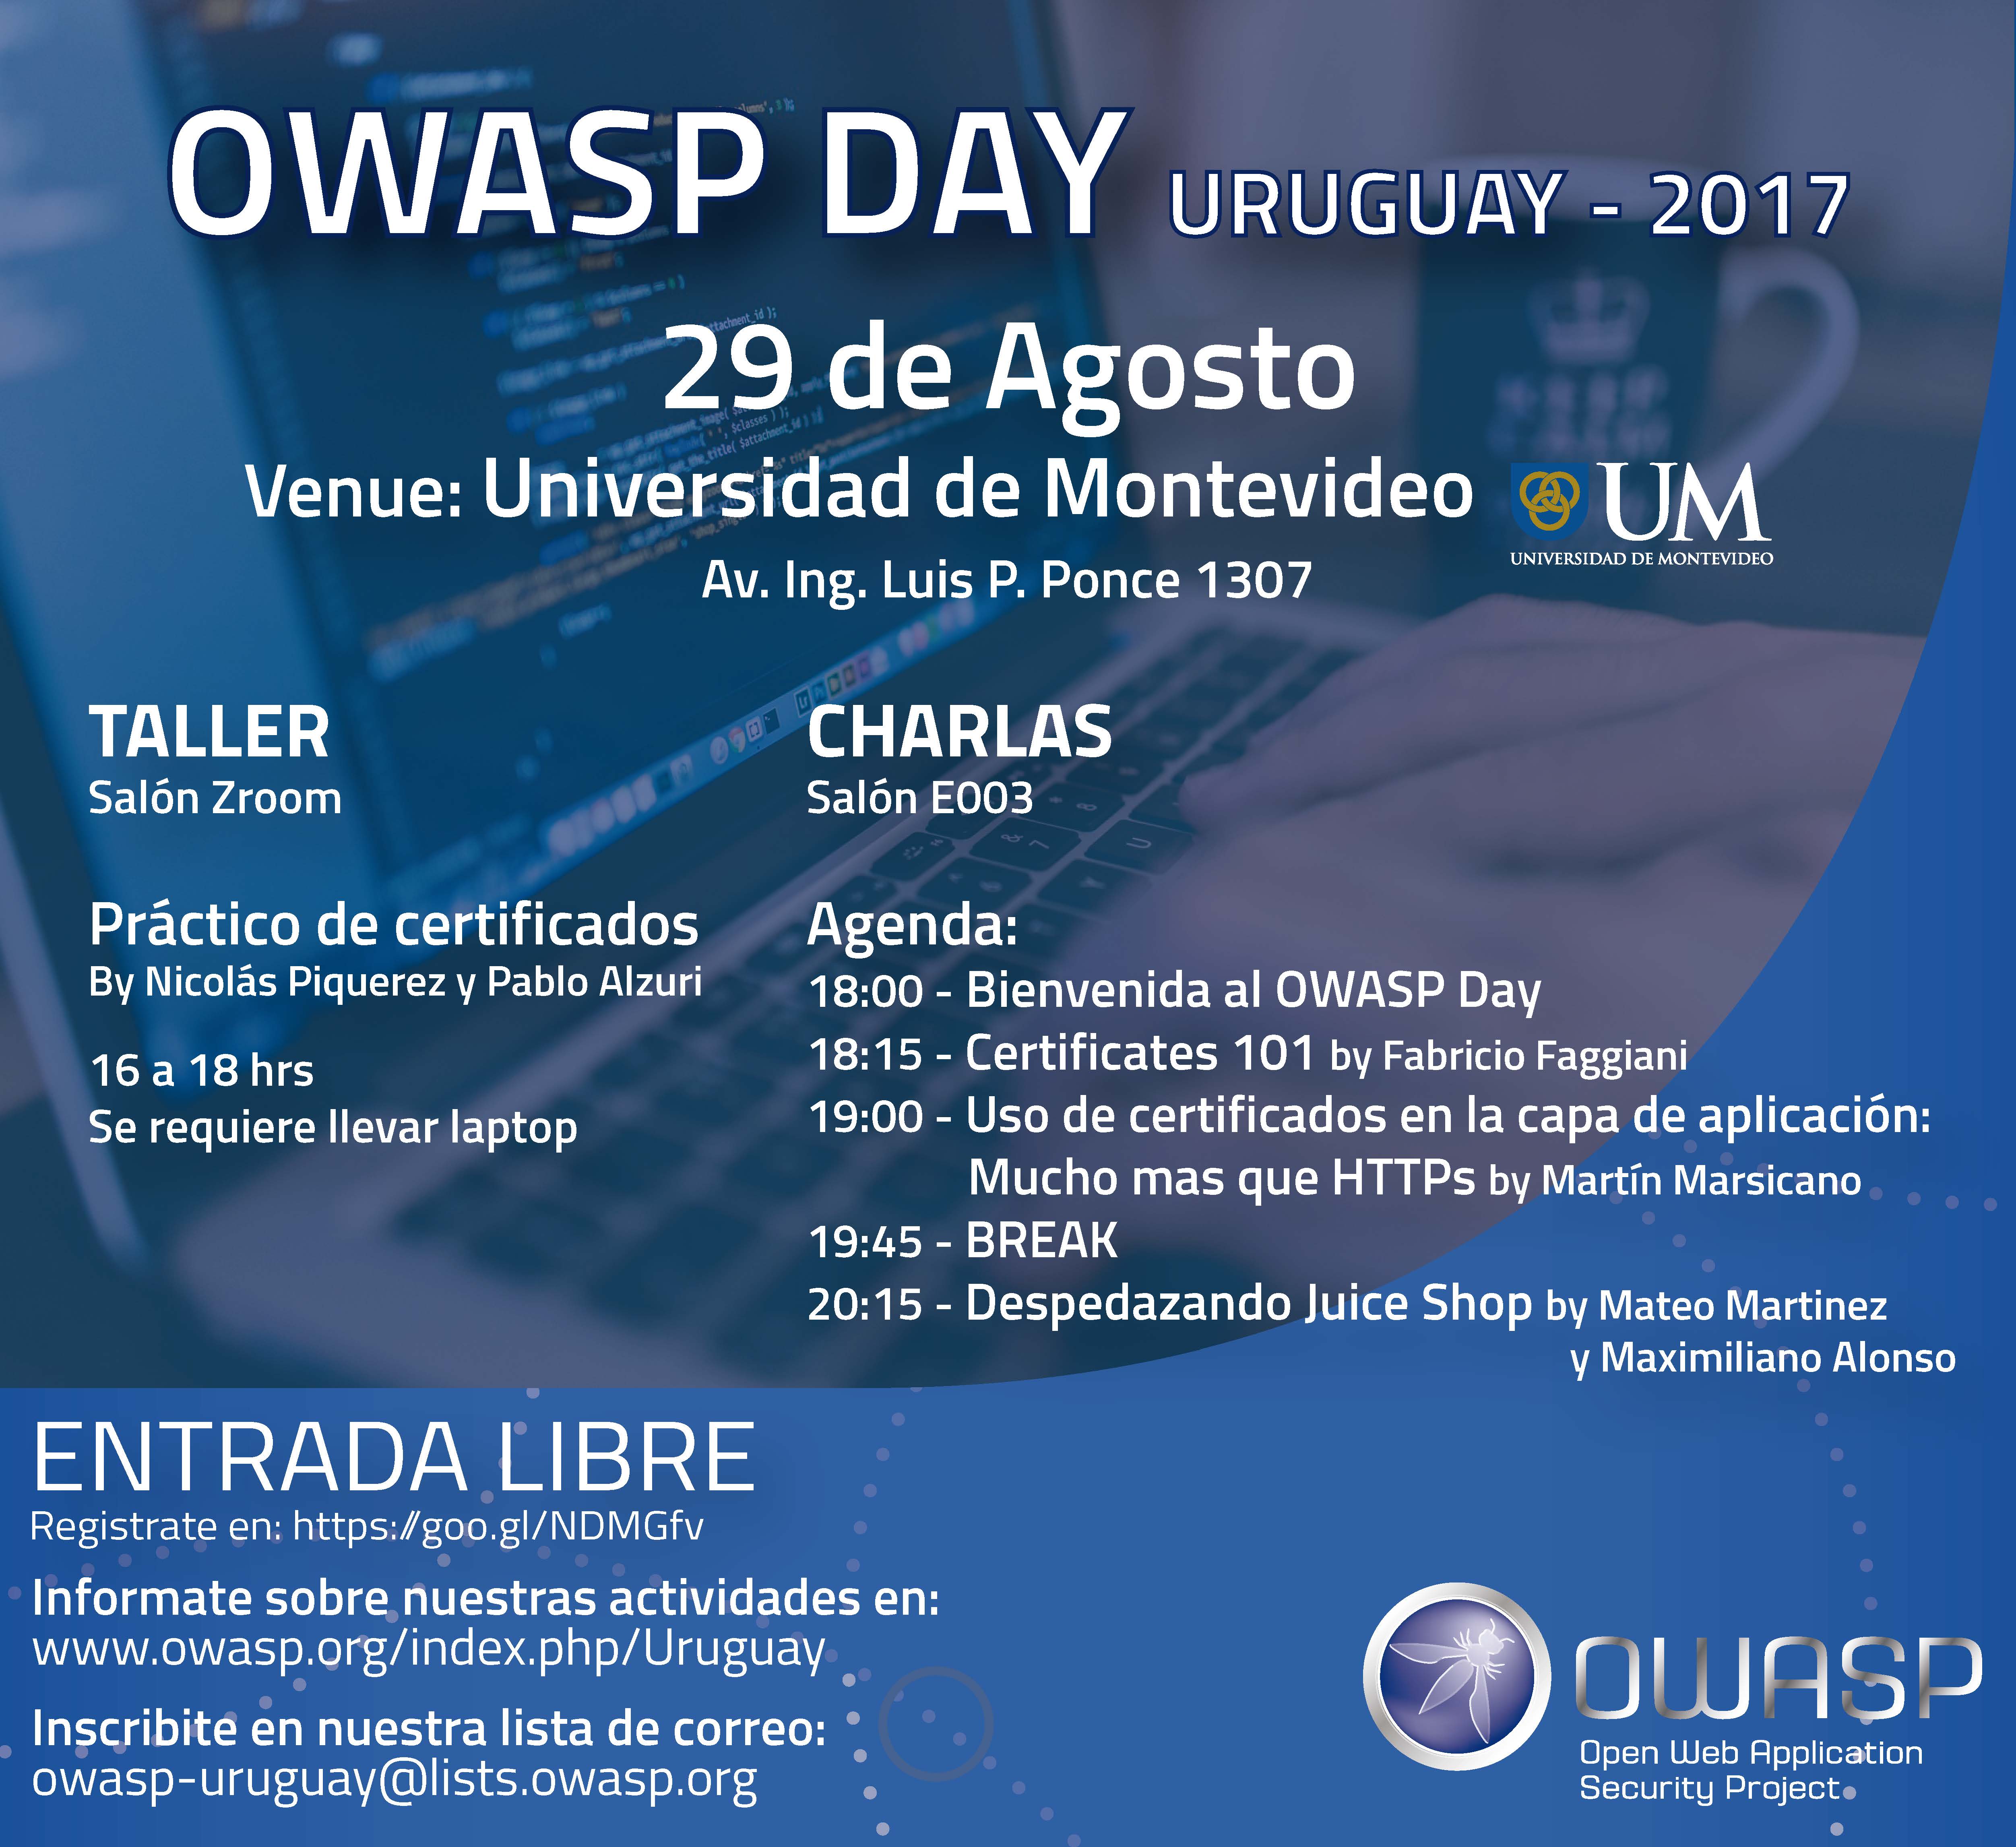 OWASP DAY URUGUAY - 2017
29 de Agosto
Venue: Universidad de Montevideo
UM
UNIVERSIDAD DE MONTEVIDEO
Av. Ing. Luis P. Ponce 1307
TALLER
Salón Zroom
Práctico de certificados
By Nicolás Piquerez y Pablo Alzuri
16 a 18 hrs
Se requiere llevar laptop
CHARLAS
Salón E003
Agenda:
18:00 - Bienvenida al OWASP Day
18:15 - Certificates 101 by Fabricio Faggiani
19:00 - Uso de certificados en la capa de aplicación:
Mucho mas que HTTPs by Martín Marsicano
19:45 - BREAK
20:15 - Despedazando Juice Shop by Mateo Martinez
y Maximiliano Alonso
ENTRADA LIBRE
Registrate en: https://goo.gl/NDMGfv
Informate sobre nuestras actividades en:
www.owasp.org/index.php/Uruguay
Inscribite en nuestra lista de correo:
owasp-uruguay@lists.owasp.org
OWASP
Open Web Application
Security Project